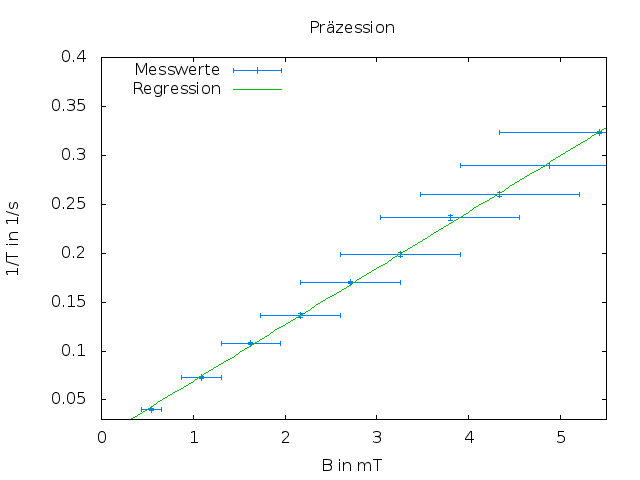 Präzession
Messwerte
Regression
0.4
0.35
0.3
0.25
0.2
0.15
0.1
0.05
1/T in 1/s
0 1 2 3 4 5
B in mT